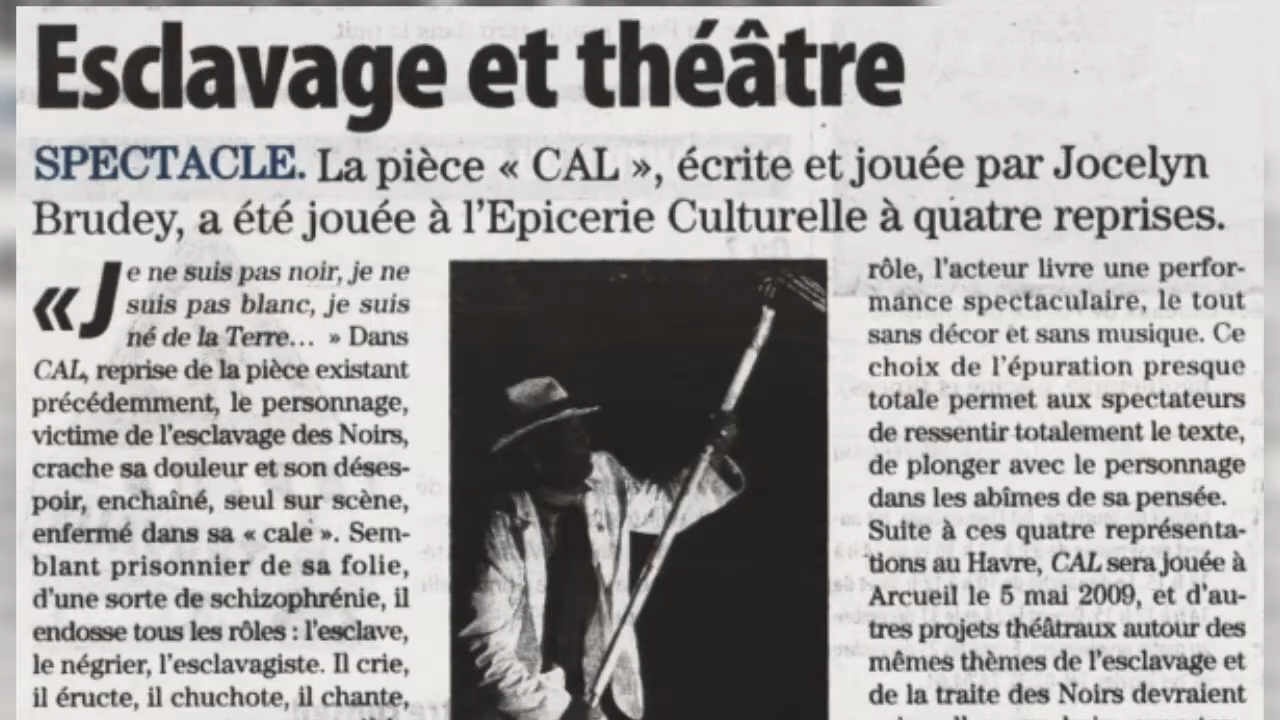 Esclavage et théâtre
SPECTACLE. La pièce « CAL », écrite et jouée par Jocelyn
Brudey, a été jouée à l'Epicerie Culturelle à quatre reprises.
« Je ne suis pas noir, je ne
suis pas blanc, je suis
né de la Terre… » Dans
CAL, reprise de la pièce existant
précédemment, le personnage,
victime de l'esclavage des Noirs,
crache sa douleur et son déses-
poir, enchaîné, seul sur scène,
enfermé dans sa « cale ». Sem-
blant prisonnier de sa folie,
d'une sorte de schizophrénie, il
endosse tous les rôles : l'esclave,
le négrier, l'esclavagiste. Il crie,
il éructe, il chuchote, il chante,
rôle, l'acteur livre une perfor-
mance spectaculaire, le tout
sans décor et sans musique. Ce
choix de l'épuration presque
totale permet aux spectateurs
de ressentir totalement le texte,
de plonger avec le personnage
dans les abîmes de sa pensée.
Suite à ces quatre représenta-
tions au Havre, CAL sera jouée à
Arcueil le 5 mai 2009, et d'au-
tres projets théâtraux autour des
mêmes thèmes de l'esclavage et
de la traite des Noirs devraient